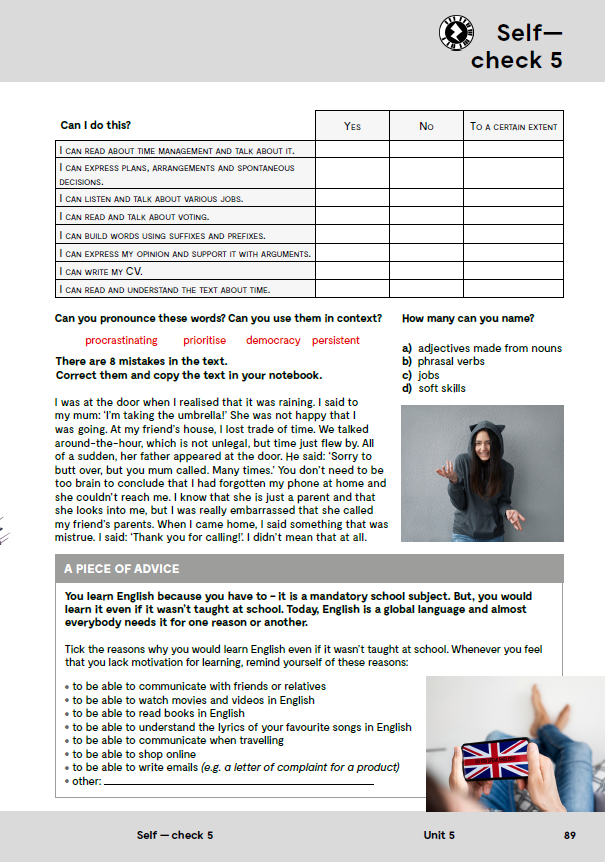 Self—
check 5
Can I do this?
Yes
No
To a certain extent
I can read about time management and talk about it.
I can express plans, arrangements and spontaneous
decisions.
I can listen and talk about various jobs.
I can read and talk about voting.
I can build words using suffixes and prefixes.
I can express my opinion and support it with arguments.
I can write my CV.
I can read and understand the text about time.
Can you pronounce these words? Can you use them in context?
procrastinating prioritise democracy persistent
There are 8 mistakes in the text.
Correct them and copy the text in your notebook.
I was at the door when I realised that it was raining. I said to
my mum: 'I'm taking the umbrella!' She was not happy that I
was going. At my friend's house, I lost trade of time. We talked
around-the-hour, which is not unlegal, but time just flew by. All
of a sudden, her father appeared at the door. He said: 'Sorry to
butt over, but you mum called. Many times.' You don't need to be
too brain to conclude that I had forgotten my phone at home and
she couldn't reach me. I know that she is just a parent and that
she looks into me, but I was really embarrassed that she called
my friend's parents. When I came home, I said something that was
mistrue. I said: 'Thank you for calling!'. I didn't mean that at all.
How many can you name?
a) adjectives made from nouns
b) phrasal verbs
c) jobs
d) soft skills
A PIECE OF ADVICE
You learn English because you have to – it is a mandatory school subject. But, you would
learn it even if it wasn't taught at school. Today, English is a global language and almost
everybody needs it for one reason or another.
Tick the reasons why you would learn English even if it wasn't taught at school. Whenever you feel
that you lack motivation for learning, remind yourself of these reasons:
• to be able to communicate with friends or relatives
• to be able to watch movies and videos in English
• to be able to read books in English
• to be able to understand the lyrics of your favourite songs in English
• to be able to communicate when travelling
• to be able to shop online
• to be able to write emails (e.g. a letter of complaint for a product)
• other:
Self — check 5
Unit 5
89